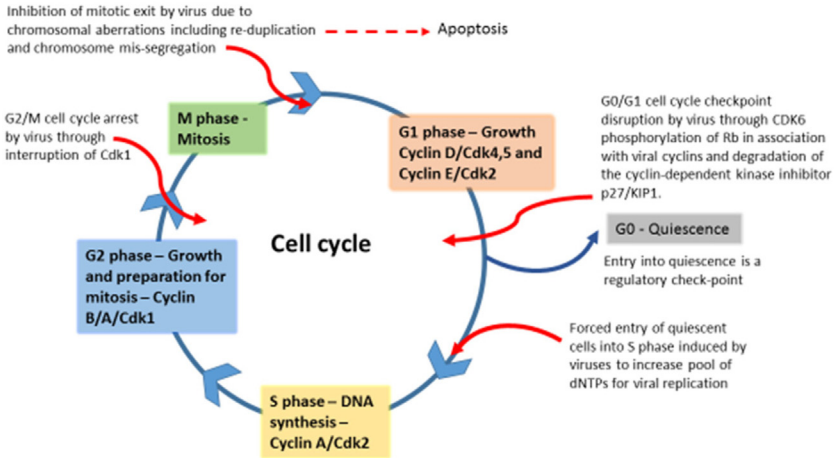 Inhibition of mitotic exit by virus due to
chromosomal aberrations including re-duplication
and chromosome mis-segregation
Apoptosis
G2/M cell cycle arrest
by virus through
interruption of Cdk1
M phase -
Mitosis
G1 phase – Growth
Cyclin D/Cdk4,5 and
Cyclin E/Cdk2
G0/G1 cell cycle checkpoint
disruption by virus through CDK6
phosphorylation of Rb in association
with viral cyclins and degradation of
the cyclin-dependent kinase inhibitor
p27/KIP1.
Cell cycle
G0 - Quiescence
Entry into quiescence is a
regulatory check-point
G2 phase – Growth
and preparation for
mitosis – Cyclin
B/A/Cdk1
Forced entry of quiescent
cells into S phase induced by
viruses to increase pool of
dNTPs for viral replication
S phase – DNA
synthesis –
Cyclin A/Cdk2